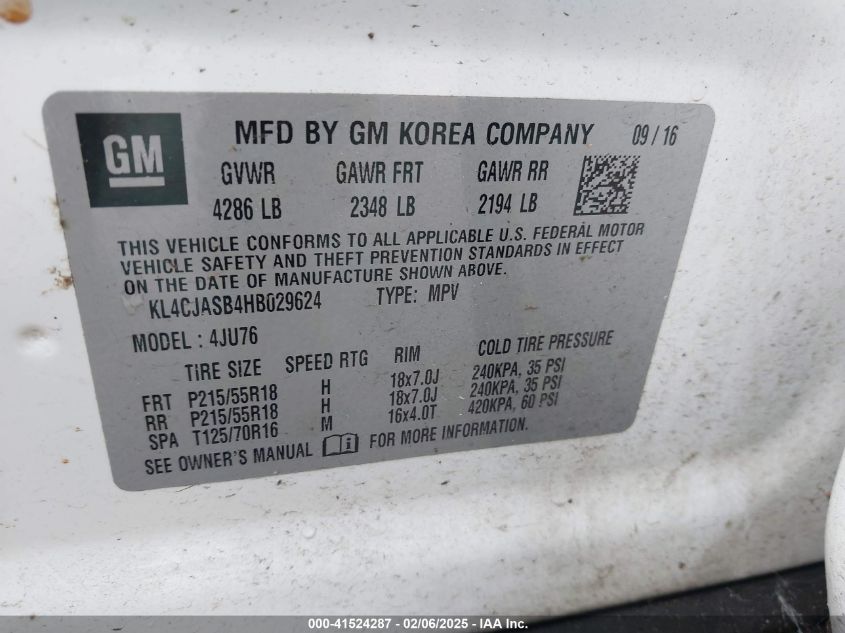 GM
MFD BY GM KOREA COMPANY 09 / 16
GVWR GAWR FRT GAWR RR
4286 LB 2348 LB 2194 LB
THIS VEHICLE CONFORMS TO ALL APPLICABLE U.S. FEDERAL MOTOR
VEHICLE SAFETY AND THEFT PREVENTION STANDARDS IN EFFECT
ON THE DATE OF MANUFACTURE SHOWN ABOVE.
KL4CJASB4HB029624 TYPE: MPV
MODEL : 4JU76
TIRE SIZE SPEED RTG RIM COLD TIRE PRESSURE
FRT P215/55R18 H 18x7.0J 240KPA, 35 PSI
RR P215/55R18 H 18x7.0J 240KPA, 35 PSI
SPA T125/70R16 M 16x4.0T 420KPA, 60 PSI
SEE OWNER'S MANUAL FOR MORE INFORMATION.
000-41524287 - 02/06/2025 - IAA Inc.